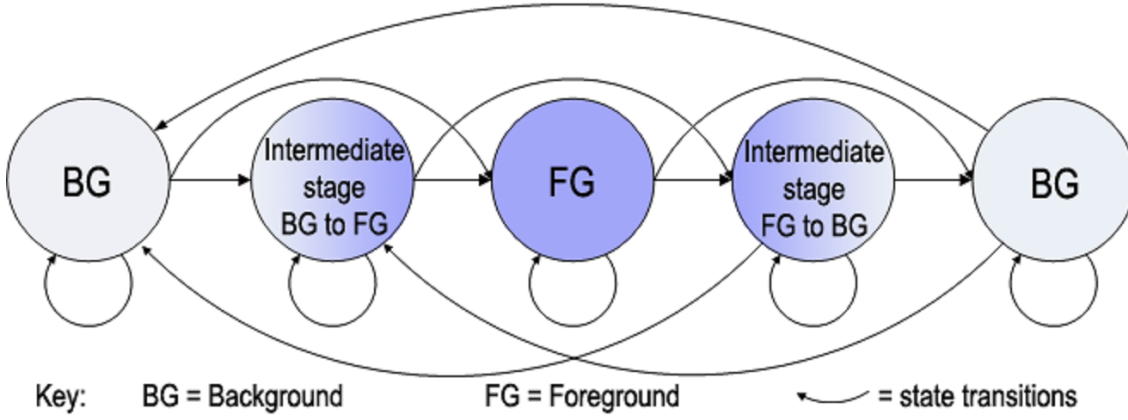 BG
Intermediate
stage
BG to FG
FG
Intermediate
stage
FG to BG
BG
Key: BG = Background FG = Foreground = state transitions